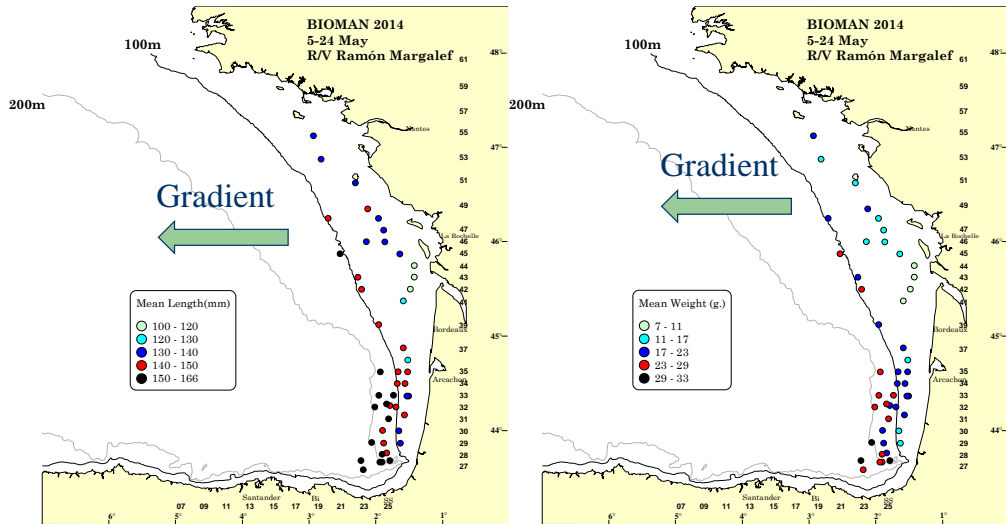 BIOMAN 2014
5-24 May
R/V Ramón Margalef
100m
200m
48°
61
59
57
Nantes
55
47°
53
51
Gradient
49
47
La Rochelle
46°
46
45
44
43
42
Mean Length(mm)
100 - 120
120 - 130
130 - 140
140 - 150
150 - 166
39
Bordeaux
45°
37
35
Arcachon
34
33
32
31
44°
30
29
28
27
Santander
Bi
SS
07 09 11 13 15 17 19 21 23 25
6° 5° 4° 3° 2° 1°
BIOMAN 2014
5-24 May
R/V Ramón Margalef
100m
200m
48°
61
59
57
Nantes
55
47°
53
51
Gradient
49
47
La Rochelle
46°
46
45
44
43
42
Mean Weight (g.)
7 - 11
11 - 17
17 - 23
23 - 29
29 - 33
39
Bordeaux
45°
37
35
Arcachon
34
33
32
31
44°
30
29
28
27
Santander
Bi
SS
07 09 11 13 15 17 19 21 23 25
6° 5° 4° 3° 2° 1°